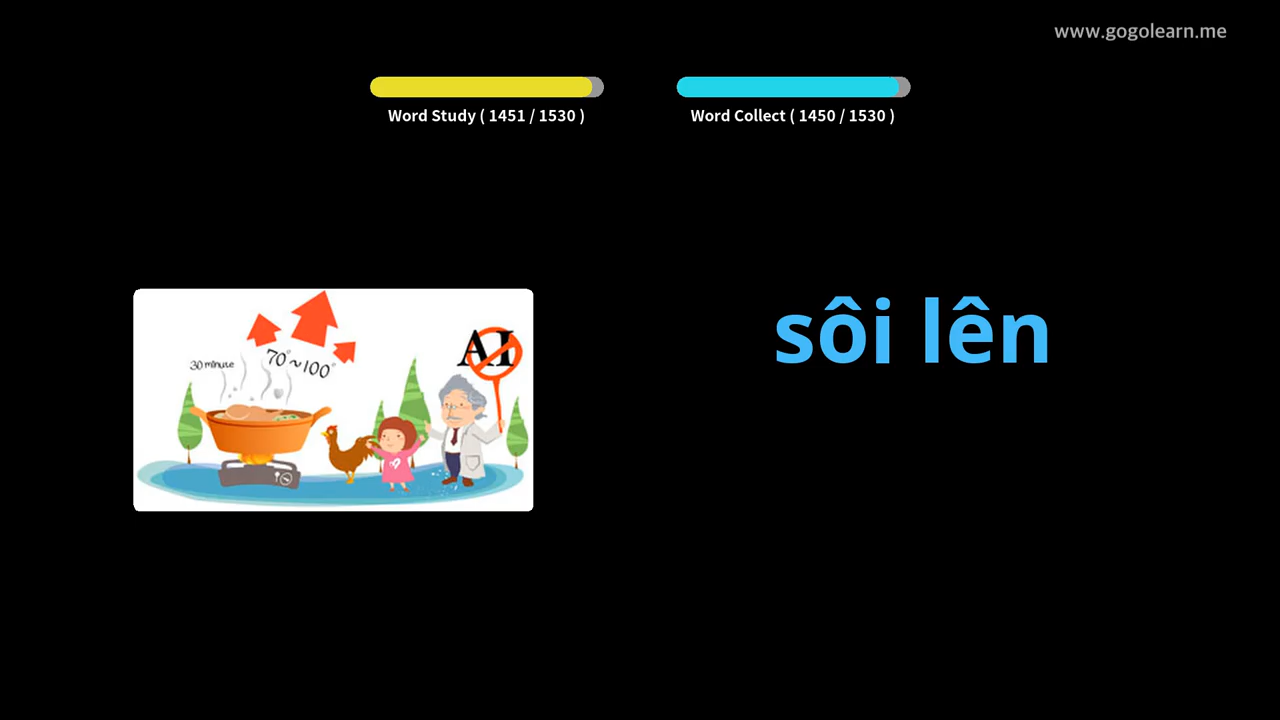 www.gogolearn.me
Word Study ( 1451 / 1530 )
Word Collect ( 1450 / 1530 )
sôi lên
30 minute
70°~100°
AI